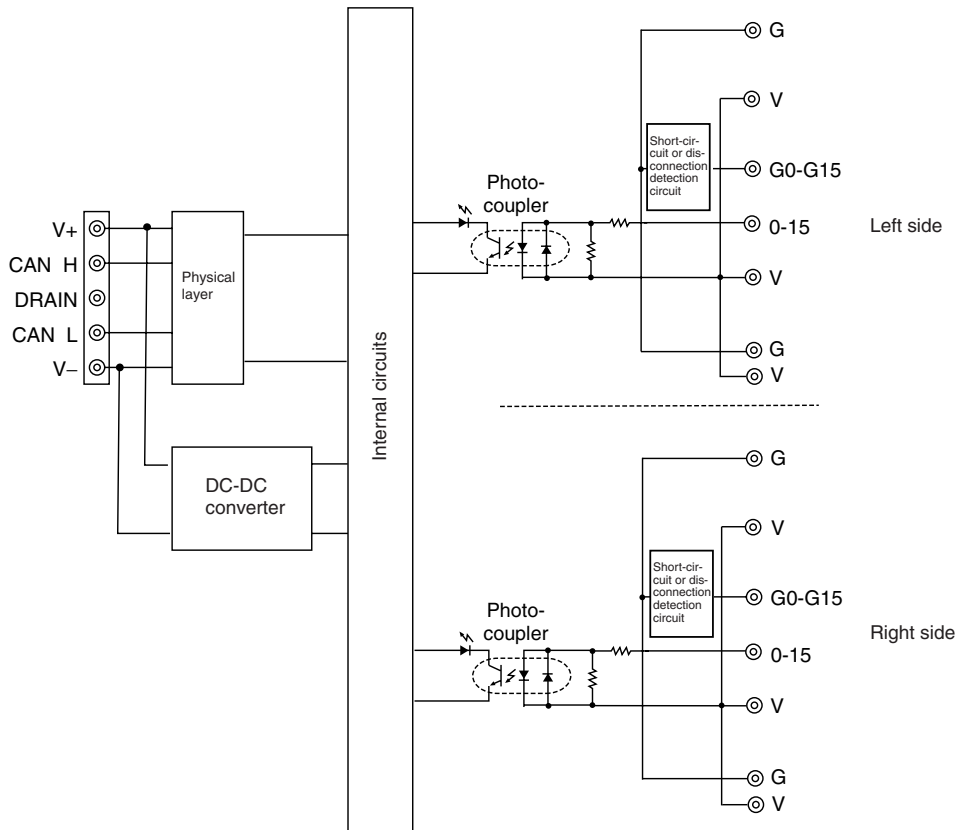 G
V
Short-cir-
cuit or dis-
connection
detection
circuit
G0-G15
Photo-
coupler
0-15
Left side
V
G
V
V+
CAN H
DRAIN
CAN L
V–
Physical
layer
Internal circuits
DC-DC
converter
G
V
Short-cir-
cuit or dis-
connection
detection
circuit
G0-G15
Photo-
coupler
0-15
Right side
V
G
V